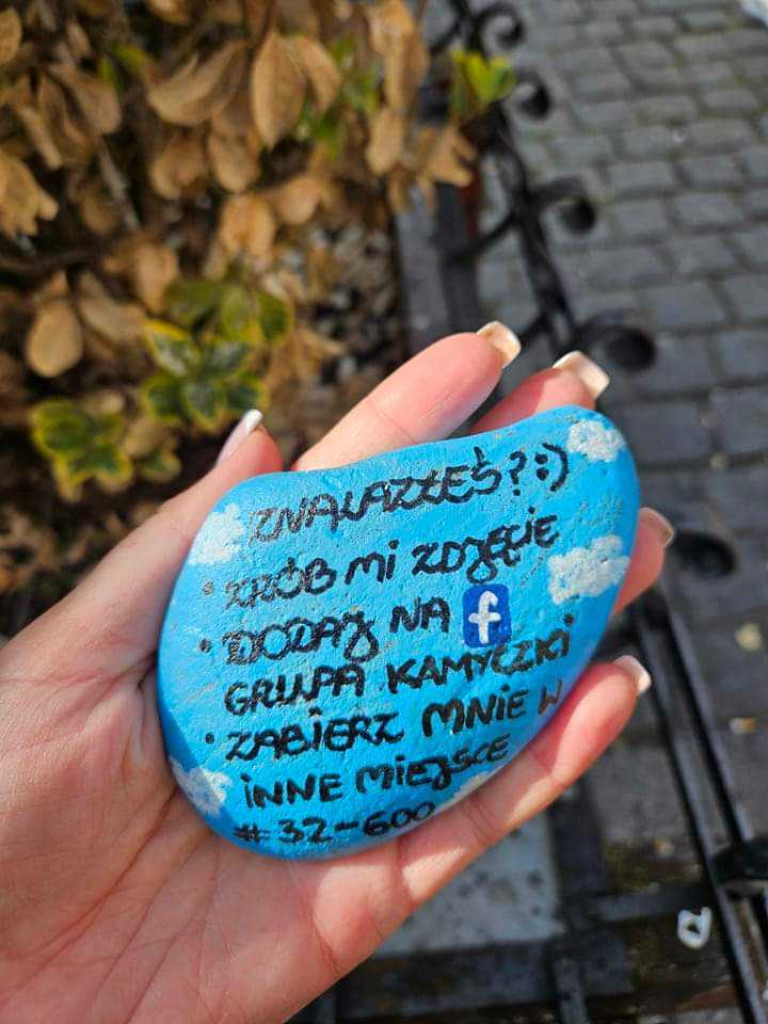 ZNALAZŁEŚ?:)
• ZRÓB Mi ZDJĘCIE
• DODAJ NA f
GRUPA KAMYCZKi
• ZABiERZ MNiE W
iNNE MiEJSCE
#32-600